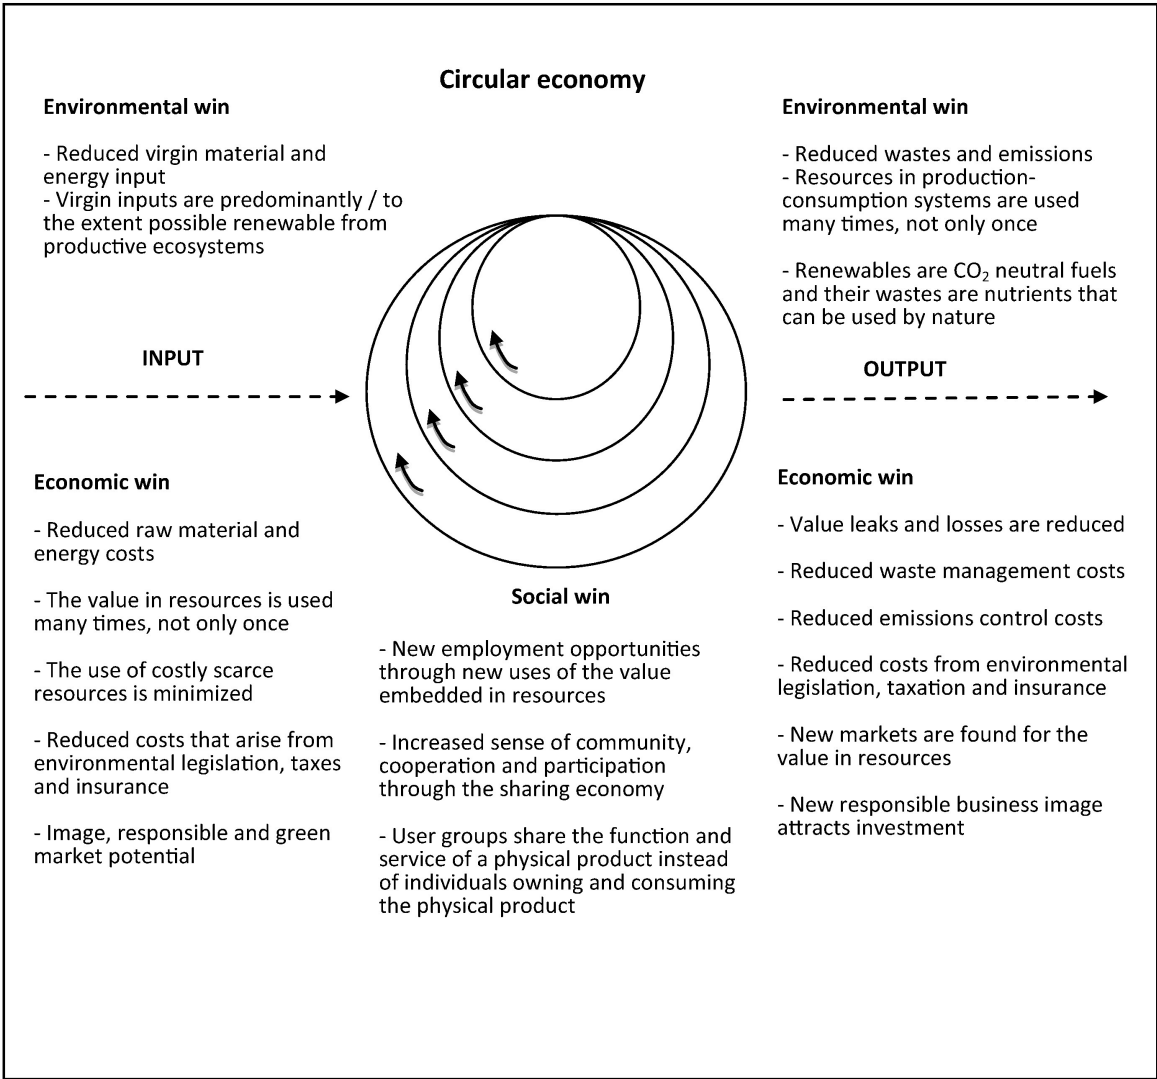 Circular economy
Environmental win
- Reduced virgin material and
energy input
- Virgin inputs are predominantly / to
the extent possible renewable from
productive ecosystems
INPUT
Economic win
- Reduced raw material and
energy costs
- The value in resources is used
many times, not only once
- The use of costly scarce
resources is minimized
- Reduced costs that arise from
environmental legislation, taxes
and insurance
- Image, responsible and green
market potential
Social win
- New employment opportunities
through new uses of the value
embedded in resources
- Increased sense of community,
cooperation and participation
through the sharing economy
- User groups share the function and
service of a physical product instead
of individuals owning and consuming
the physical product
Environmental win
- Reduced wastes and emissions
- Resources in production-
consumption systems are used
many times, not only once
- Renewables are CO₂ neutral fuels
and their wastes are nutrients that
can be used by nature
OUTPUT
Economic win
- Value leaks and losses are reduced
- Reduced waste management costs
- Reduced emissions control costs
- Reduced costs from environmental
legislation, taxation and insurance
- New markets are found for the
value in resources
- New responsible business image
attracts investment